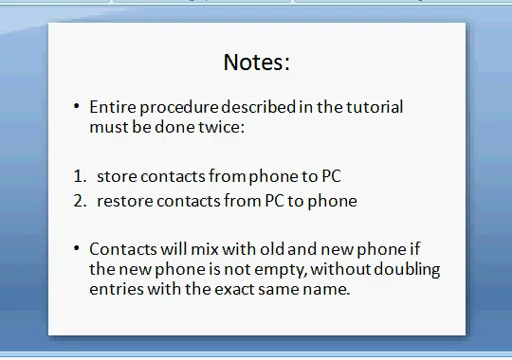 Notes:
• Entire procedure described in the tutorial
must be done twice:
1. store contacts from phone to PC
2. restore contacts from PC to phone
• Contacts will mix with old and new phone if
the new phone is not empty, without doubling
entries with the exact same name.